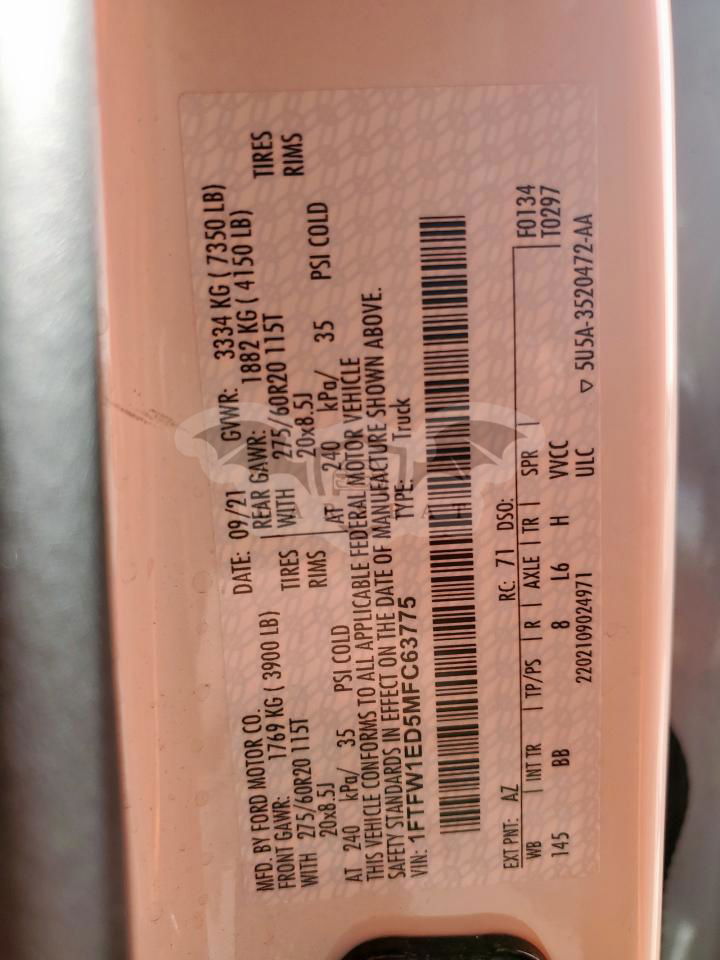 MFD. BY FORD MOTOR CO.
DATE: 09/21 GVWR: 3334 KG ( 7350 LB)
FRONT GAWR: 1769 KG ( 3900 LB)
REAR GAWR: 1882 KG ( 4150 LB)
WITH 275/60R20 115T TIRES
WITH 275/60R20 115T TIRES
20x8.5J RIMS
20x8.5J RIMS
AT 240 kPa/ 35 PSI COLD
AT 240 kPa/ 35 PSI COLD
THIS VEHICLE CONFORMS TO ALL APPLICABLE FEDERAL MOTOR VEHICLE
SAFETY STANDARDS IN EFFECT ON THE DATE OF MANUFACTURE SHOWN ABOVE.
VIN: 1FTFW1ED5MFC63775 TYPE: Truck
EXT PNT: AZ RC: 71 DSO: F0134
WB INT TR TP/PS R AXLE TR SPR T0297
145 BB 8 L6 H VVCC
2202109024971 ULC ▽ 5U5A-3520472-AA